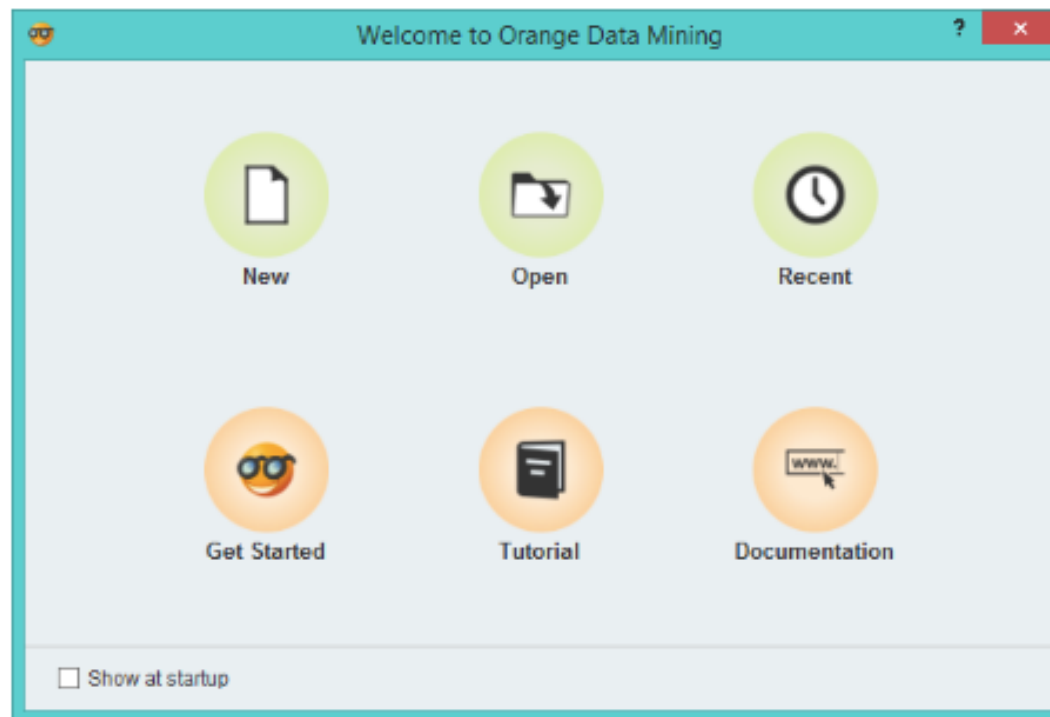 Welcome to Orange Data Mining ?
New Open Recent
www.
Get Started Tutorial Documentation
Show at startup